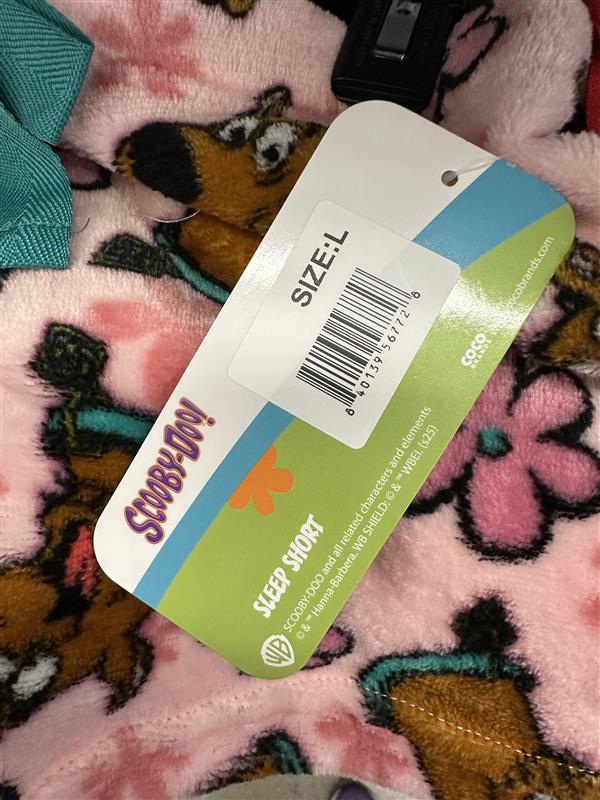 SIZE:L
8 40139 56772 6
SCOOBY-DOO!
SLEEP SHORT
COCO
cocobrands.com
SCOOBY-DOO and all related characters and elements
© & ™ Hanna-Barbera. WB SHIELD: © & ™ WBEI. (s25)
WB